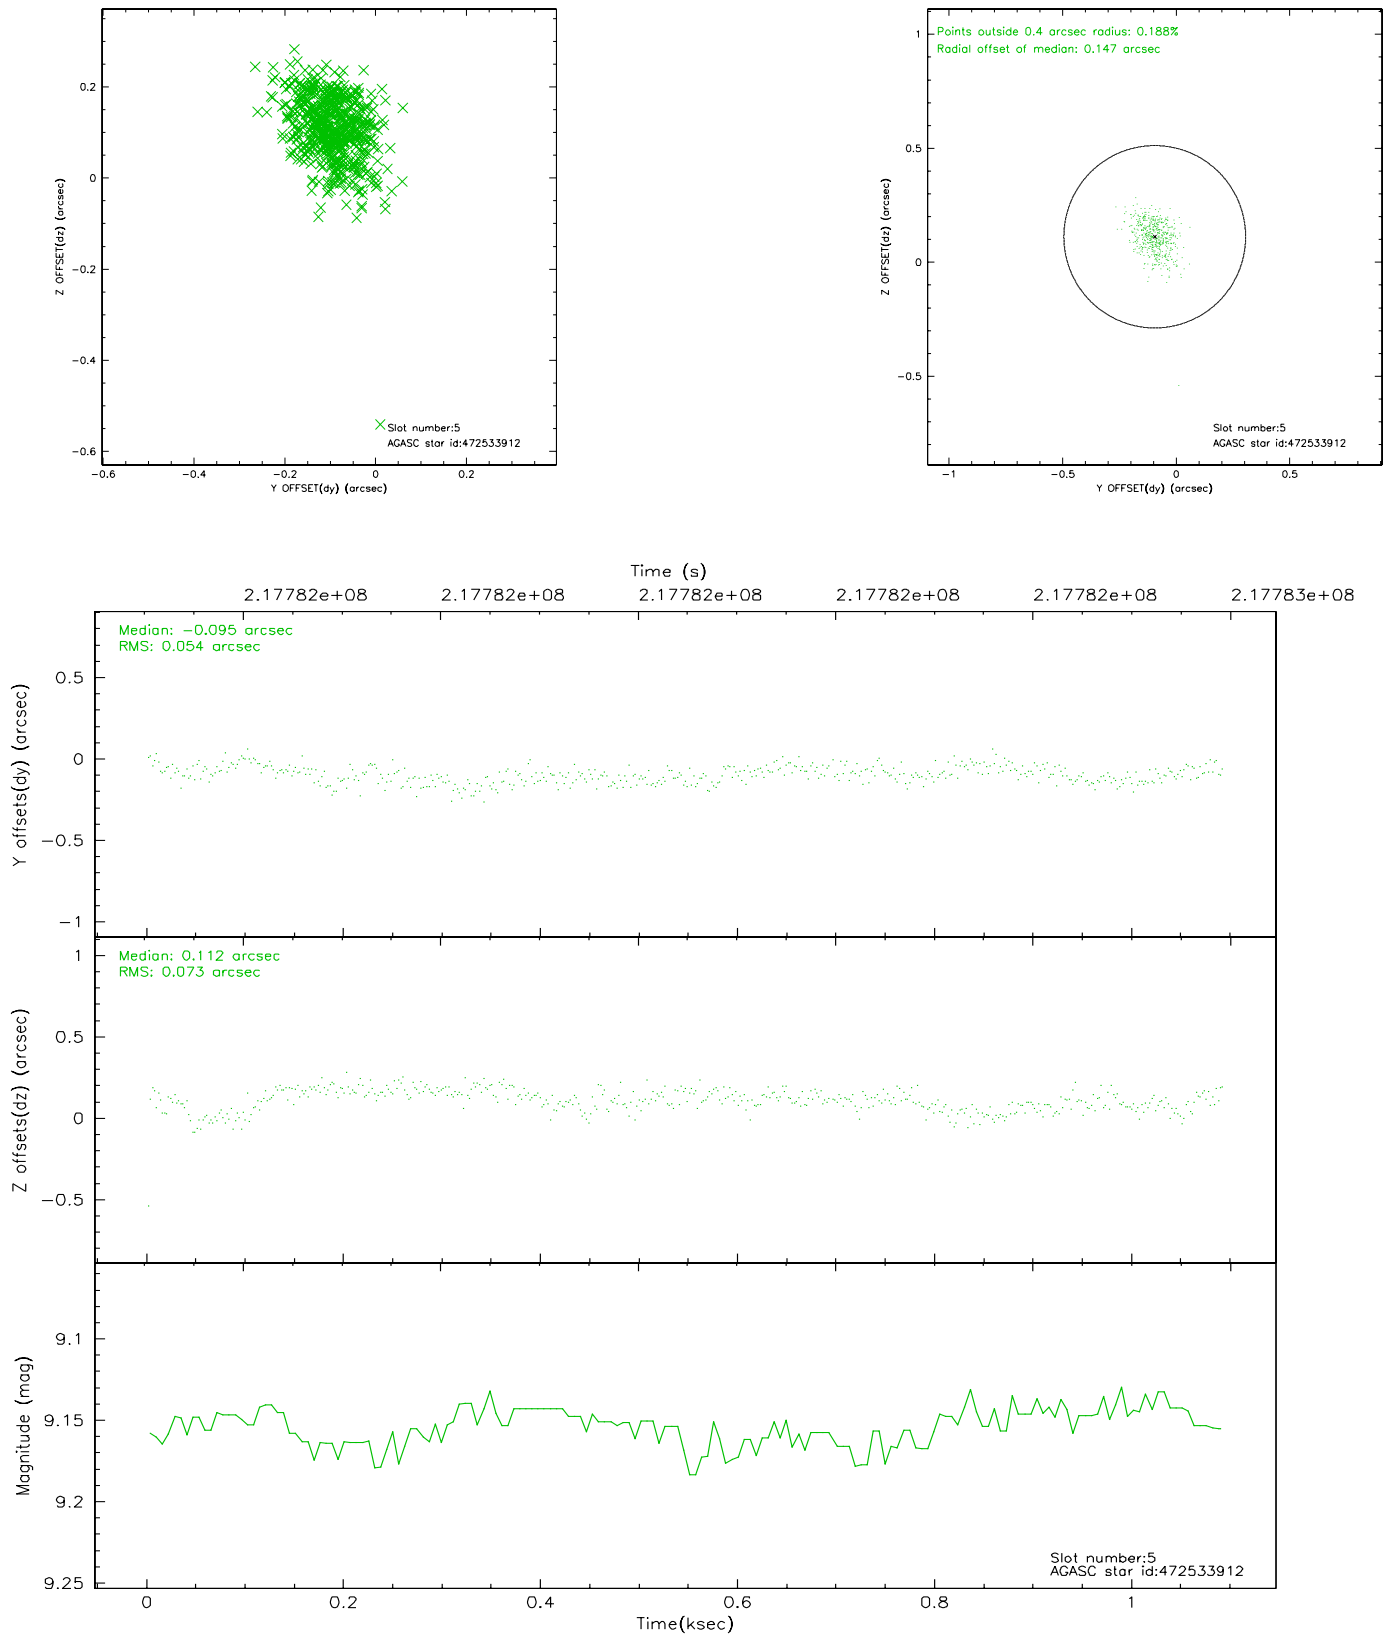 0.2
0
-0.2
-0.4
-0.6
-0.6
-0.4
-0.2
0
0.2
Z OFFSET(dz) (arcsec)
Y OFFSET(dy) (arcsec)
Slot number:5
AGASC star id:472533912
Points outside 0.4 arcsec radius: 0.188%
Radial offset of median: 0.147 arcsec
1
0.5
0
-0.5
-1
-0.5
0
0.5
Z OFFSET(dz) (arcsec)
Y OFFSET(dy) (arcsec)
Slot number:5
AGASC star id:472533912
Time (s)
2.17782e+08
2.17782e+08
2.17782e+08
2.17782e+08
2.17782e+08
2.17783e+08
Median: -0.095 arcsec
RMS: 0.054 arcsec
0.5
0
-0.5
-1
Y offsets(dy) (arcsec)
Median: 0.112 arcsec
RMS: 0.073 arcsec
1
0.5
0
-0.5
Z offsets(dz) (arcsec)
9.1
9.15
9.2
9.25
Magnitude (mag)
Slot number:5
AGASC star id:472533912
0
0.2
0.4
0.6
0.8
1
Time(ksec)